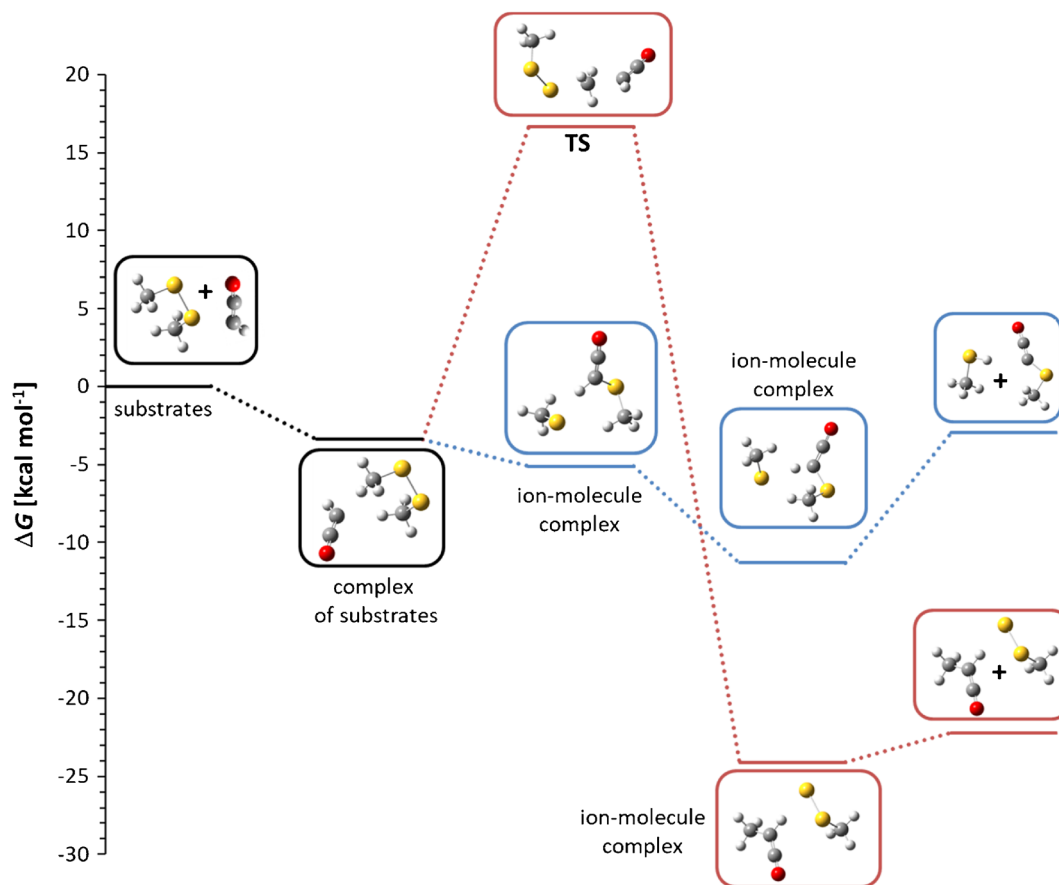 20
15
10
5
0
-5
-10
-15
-20
-25
-30
ΔG [kcal mol⁻¹]
TS
+
substrates
complex
of substrates
ion-molecule
complex
ion-molecule
complex
+
ion-molecule
complex
+